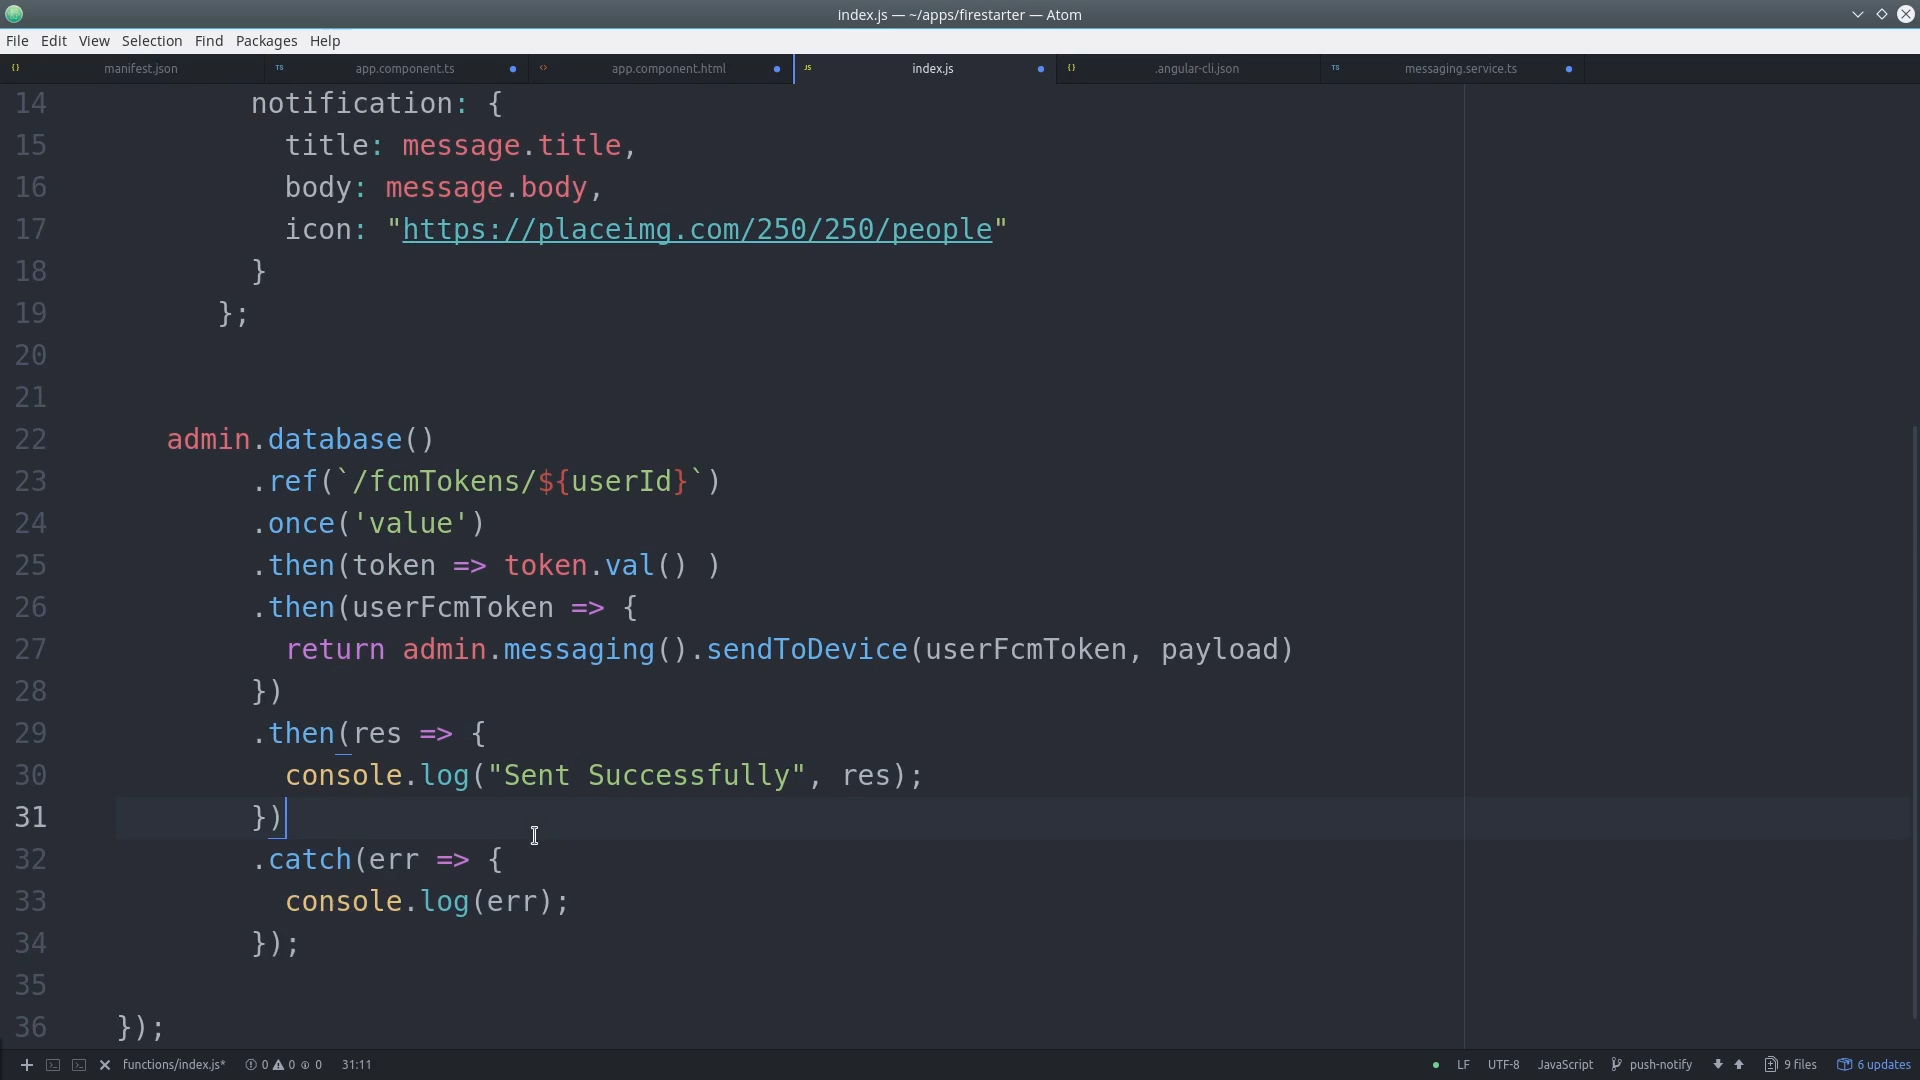 index.js — ~/apps/firestarter — Atom
File Edit View Selection Find Packages Help
{} manifest.json TS app.component.ts <> app.component.html JS index.js {} .angular-cli.json TS messaging.service.ts
14 notification: {
15 title: message.title,
16 body: message.body,
17 icon: "https://placeimg.com/250/250/people"
18 }
19 };
20
21
22 admin.database()
23 .ref(`/fcmTokens/${userId}`)
24 .once('value')
25 .then(token => token.val() )
26 .then(userFcmToken => {
27 return admin.messaging().sendToDevice(userFcmToken, payload)
28 })
29 .then(res => {
30 console.log("Sent Successfully", res);
31 })
32 .catch(err => {
33 console.log(err);
34 });
35
36 });
functions/index.js* 0 0 0 31:11 LF UTF-8 JavaScript push-notify 9 files 6 updates